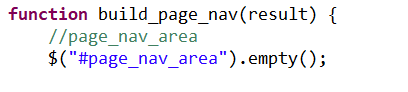 function build_page_nav(result) {
    //page_nav_area
    $("#page_nav_area").empty();